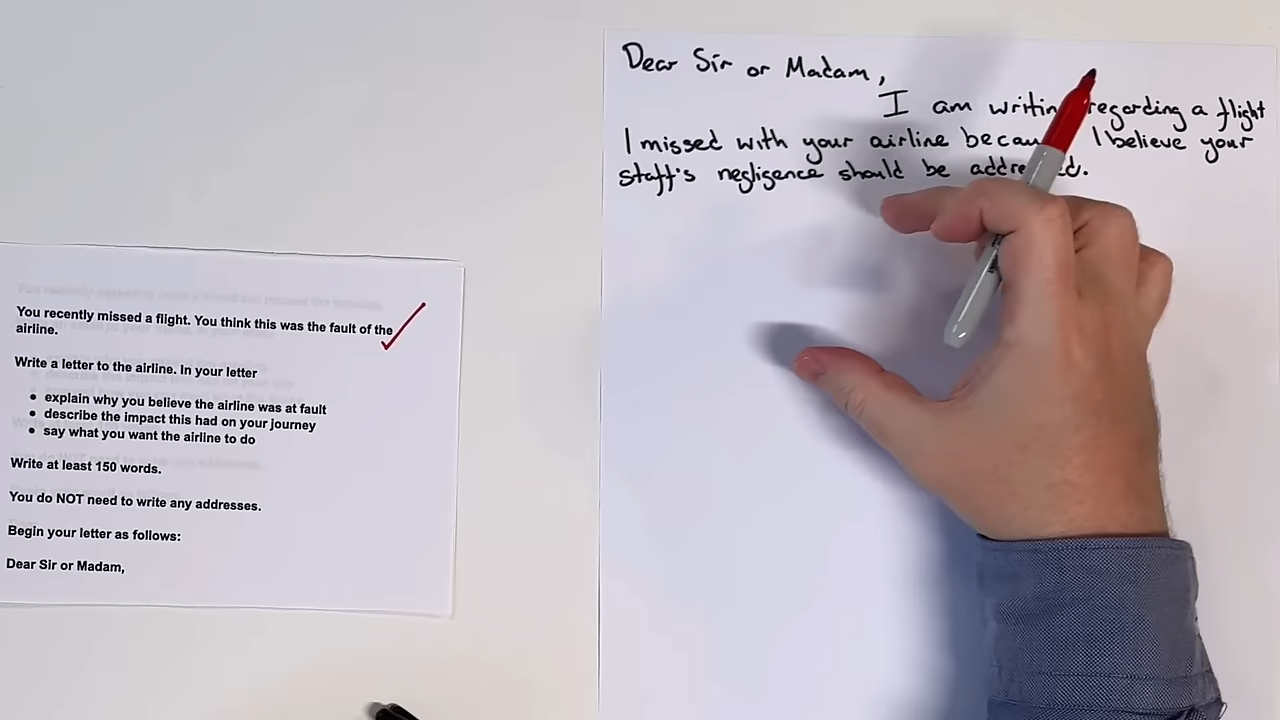 You recently missed a flight. You think this was the fault of the
airline.
Write a letter to the airline. In your letter
• explain why you believe the airline was at fault
• describe the impact this had on your journey
• say what you want the airline to do
Write at least 150 words.
You do NOT need to write any addresses.
Begin your letter as follows:
Dear Sir or Madam,
Dear Sir or Madam,
I am writing regarding a flight
I missed with your airline because I believe your
staff's negligence should be addressed.